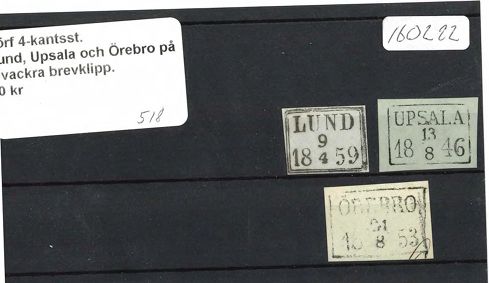 örf 4-kantsst.
und, Upsala och Örebro på
vackra brevklipp.
0 kr
518
160282
LUND
9
18 4 59
UPSALA
13
18 8 46
ÖREBRO
21
18 8 53